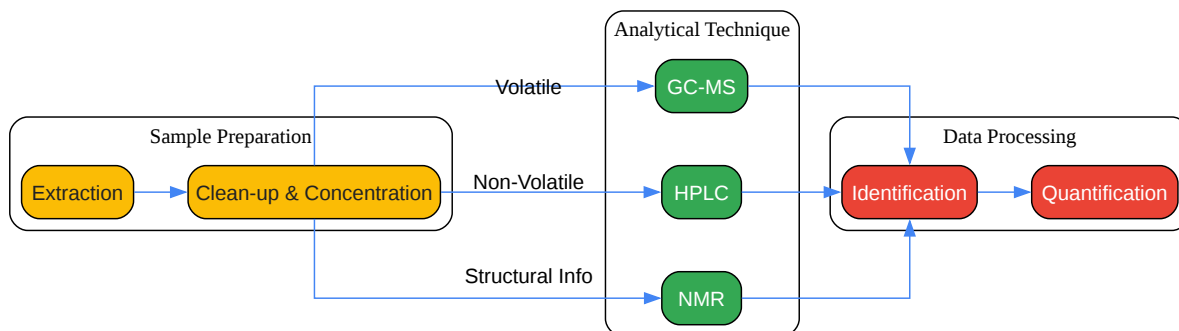 Analytical Technique
Volatile
GC-MS
Sample Preparation
Data Processing
Extraction
Clean-up & Concentration
Non-Volatile
HPLC
Identification
Quantification
Structural Info
NMR